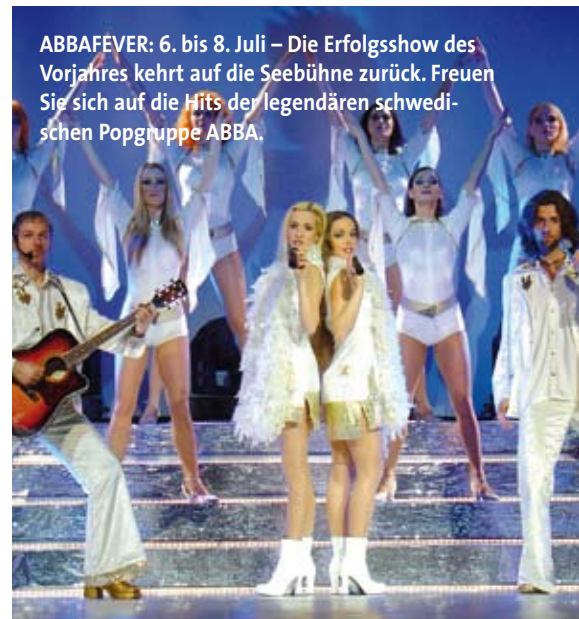 ABBAFEVER: 6. bis 8. Juli – Die Erfolgsshow des
Vorjahres kehrt auf die Seebühne zurück. Freuen
Sie sich auf die Hits der legendären schwedi-
schen Popgruppe ABBA.